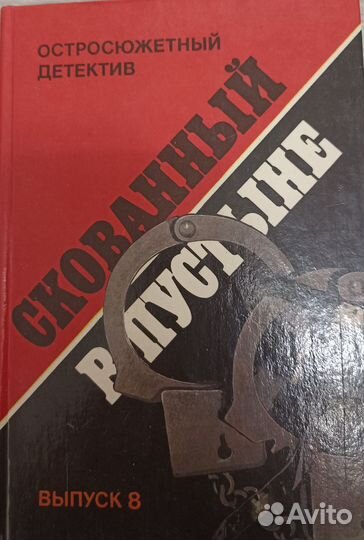 ОСТРОСЮЖЕТНЫЙ
ДЕТЕКТИВ
СКОВАННЫЙ
В ПУСТЫНЕ
ВЫПУСК 8
Avito